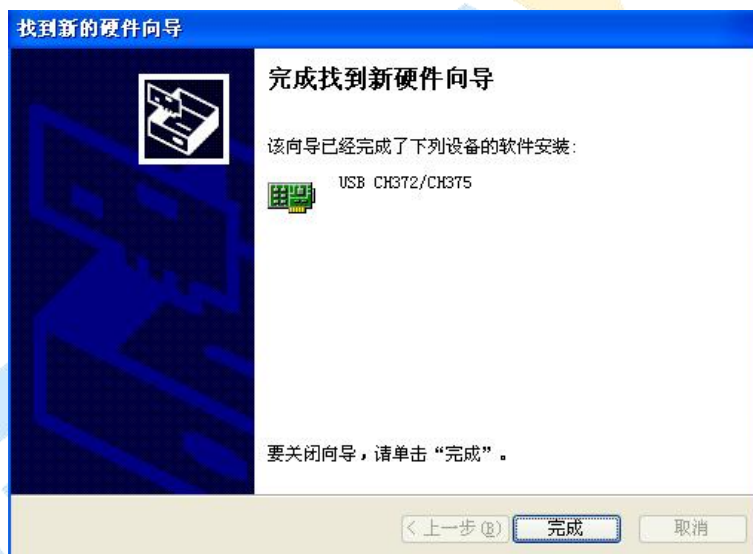 找到新的硬件向导
完成找到新硬件向导
该向导已经完成了下列设备的软件安装:
USB CH372/CH375
要关闭向导，请单击“完成”。
< 上一步(B)
完成
取消